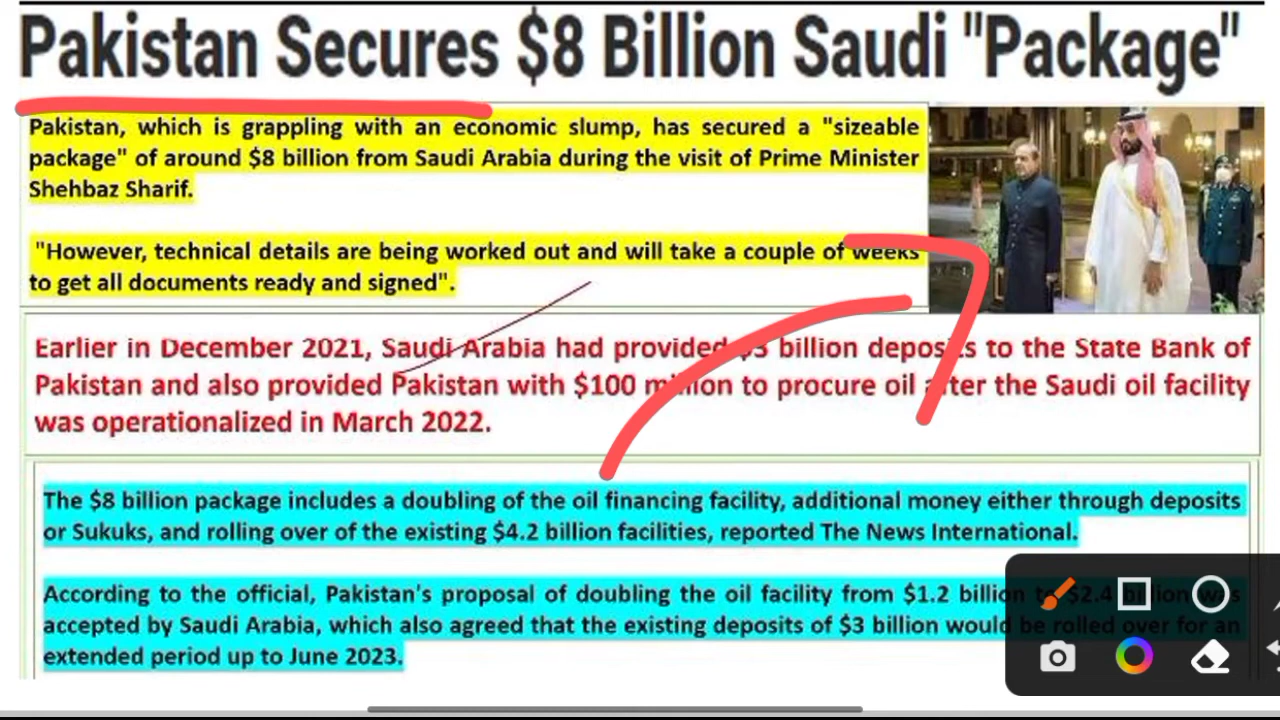 Pakistan Secures $8 Billion Saudi "Package"
Pakistan, which is grappling with an economic slump, has secured a "sizeable
package" of around $8 billion from Saudi Arabia during the visit of Prime Minister
Shehbaz Sharif.
"However, technical details are being worked out and will take a couple of weeks
to get all documents ready and signed".
Earlier in December 2021, Saudi Arabia had provided $3 billion deposits to the State Bank of
Pakistan and also provided Pakistan with $100 million to procure oil after the Saudi oil facility
was operationalized in March 2022.
The $8 billion package includes a doubling of the oil financing facility, additional money either through deposits
or Sukuks, and rolling over of the existing $4.2 billion facilities, reported The News International.
According to the official, Pakistan's proposal of doubling the oil facility from $1.2 billion to $2.4 billion was
accepted by Saudi Arabia, which also agreed that the existing deposits of $3 billion would be rolled over for an
extended period up to June 2023.